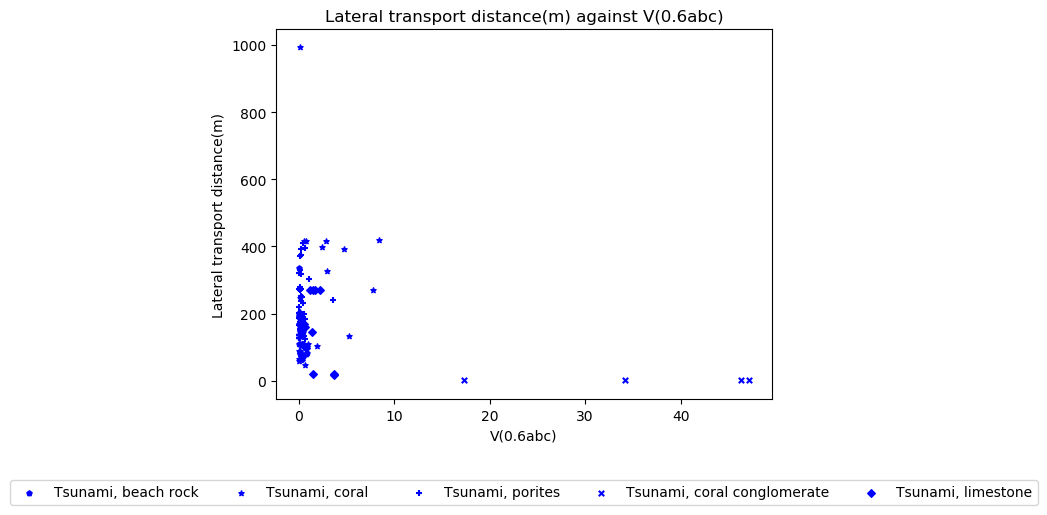 Lateral transport distance(m) against V(0.6abc)
Lateral transport distance(m)
1000
800
600
400
200
0
0 10 20 30 40
V(0.6abc)
Tsunami, beach rock Tsunami, coral Tsunami, porites Tsunami, coral conglomerate Tsunami, limestone